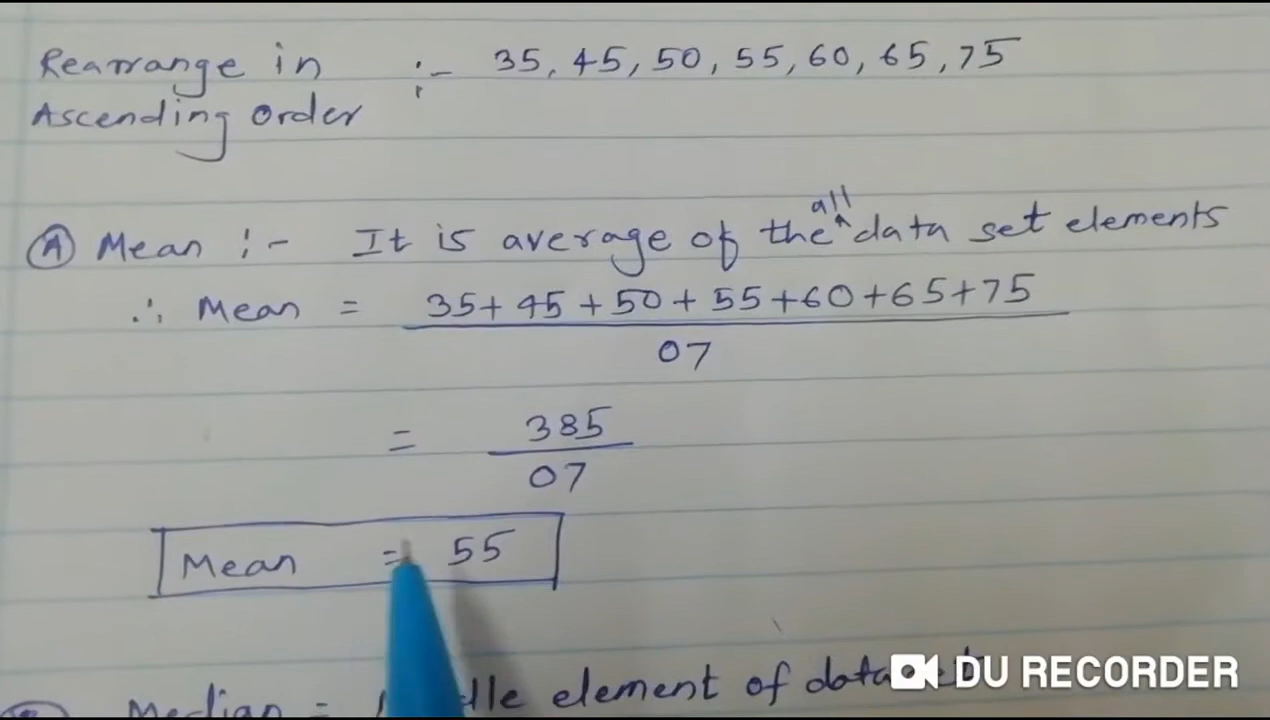 Rearrange in :- 35, 45, 50, 55, 60, 65, 75
Ascending Order
(A) Mean :- It is average of the all data set elements
∴ Mean = 35+45+50+55+60+65+75
07
= 385
07
Mean = 55
Median = element of data
DU RECORDER